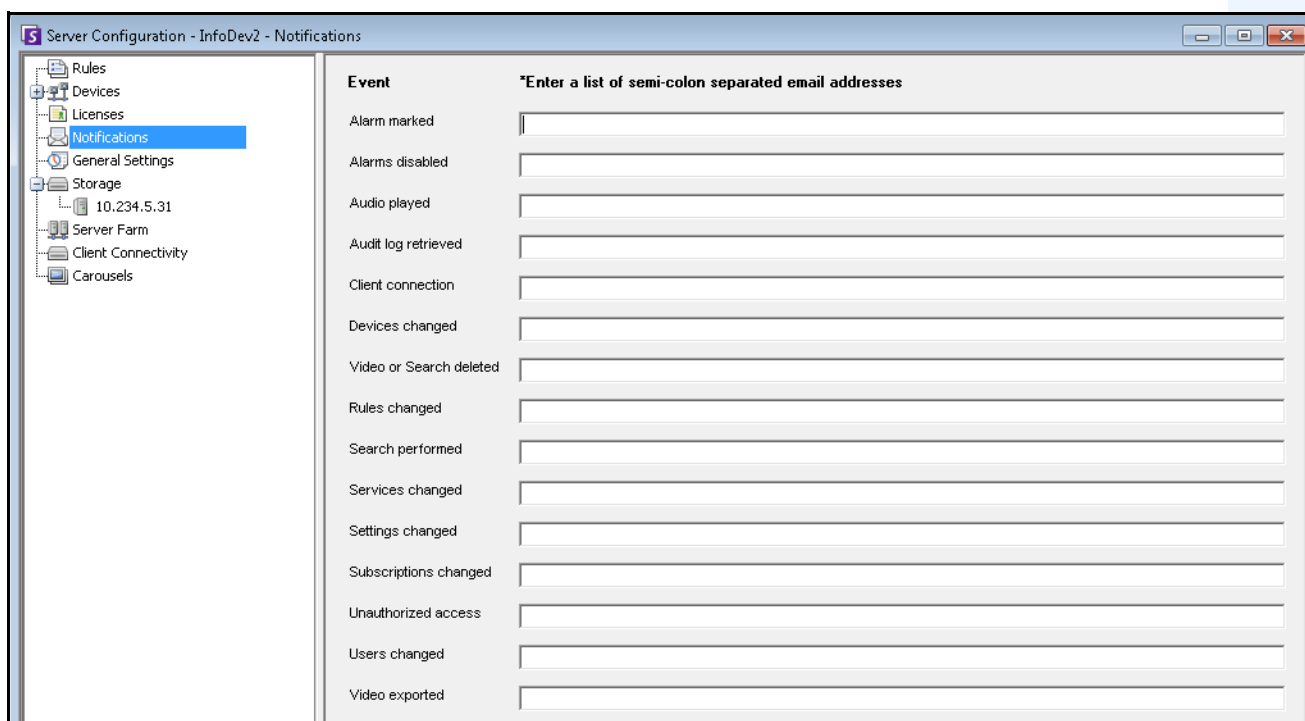 Server Configuration - InfoDev2 - Notifications
Rules
Devices
Licenses
Notifications
General Settings
Storage
10.234.5.31
Server Farm
Client Connectivity
Carousels
Event *Enter a list of semi-colon separated email addresses
Alarm marked
Alarms disabled
Audio played
Audit log retrieved
Client connection
Devices changed
Video or Search deleted
Rules changed
Search performed
Services changed
Settings changed
Subscriptions changed
Unauthorized access
Users changed
Video exported